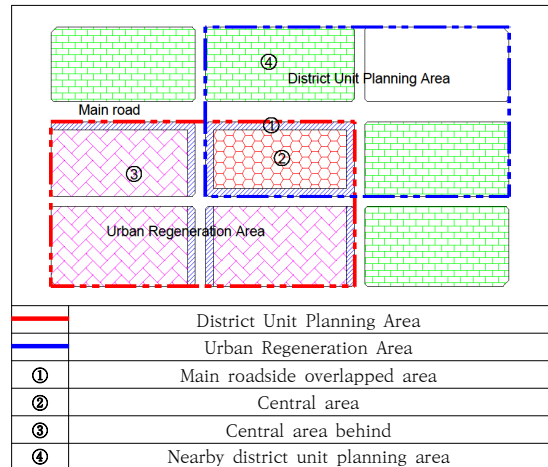 ④
District Unit Planning Area
Main road
①
②
③
Urban Regeneration Area
District Unit Planning Area
Urban Regeneration Area
① Main roadside overlapped area
② Central area
③ Central area behind
④ Nearby district unit planning area